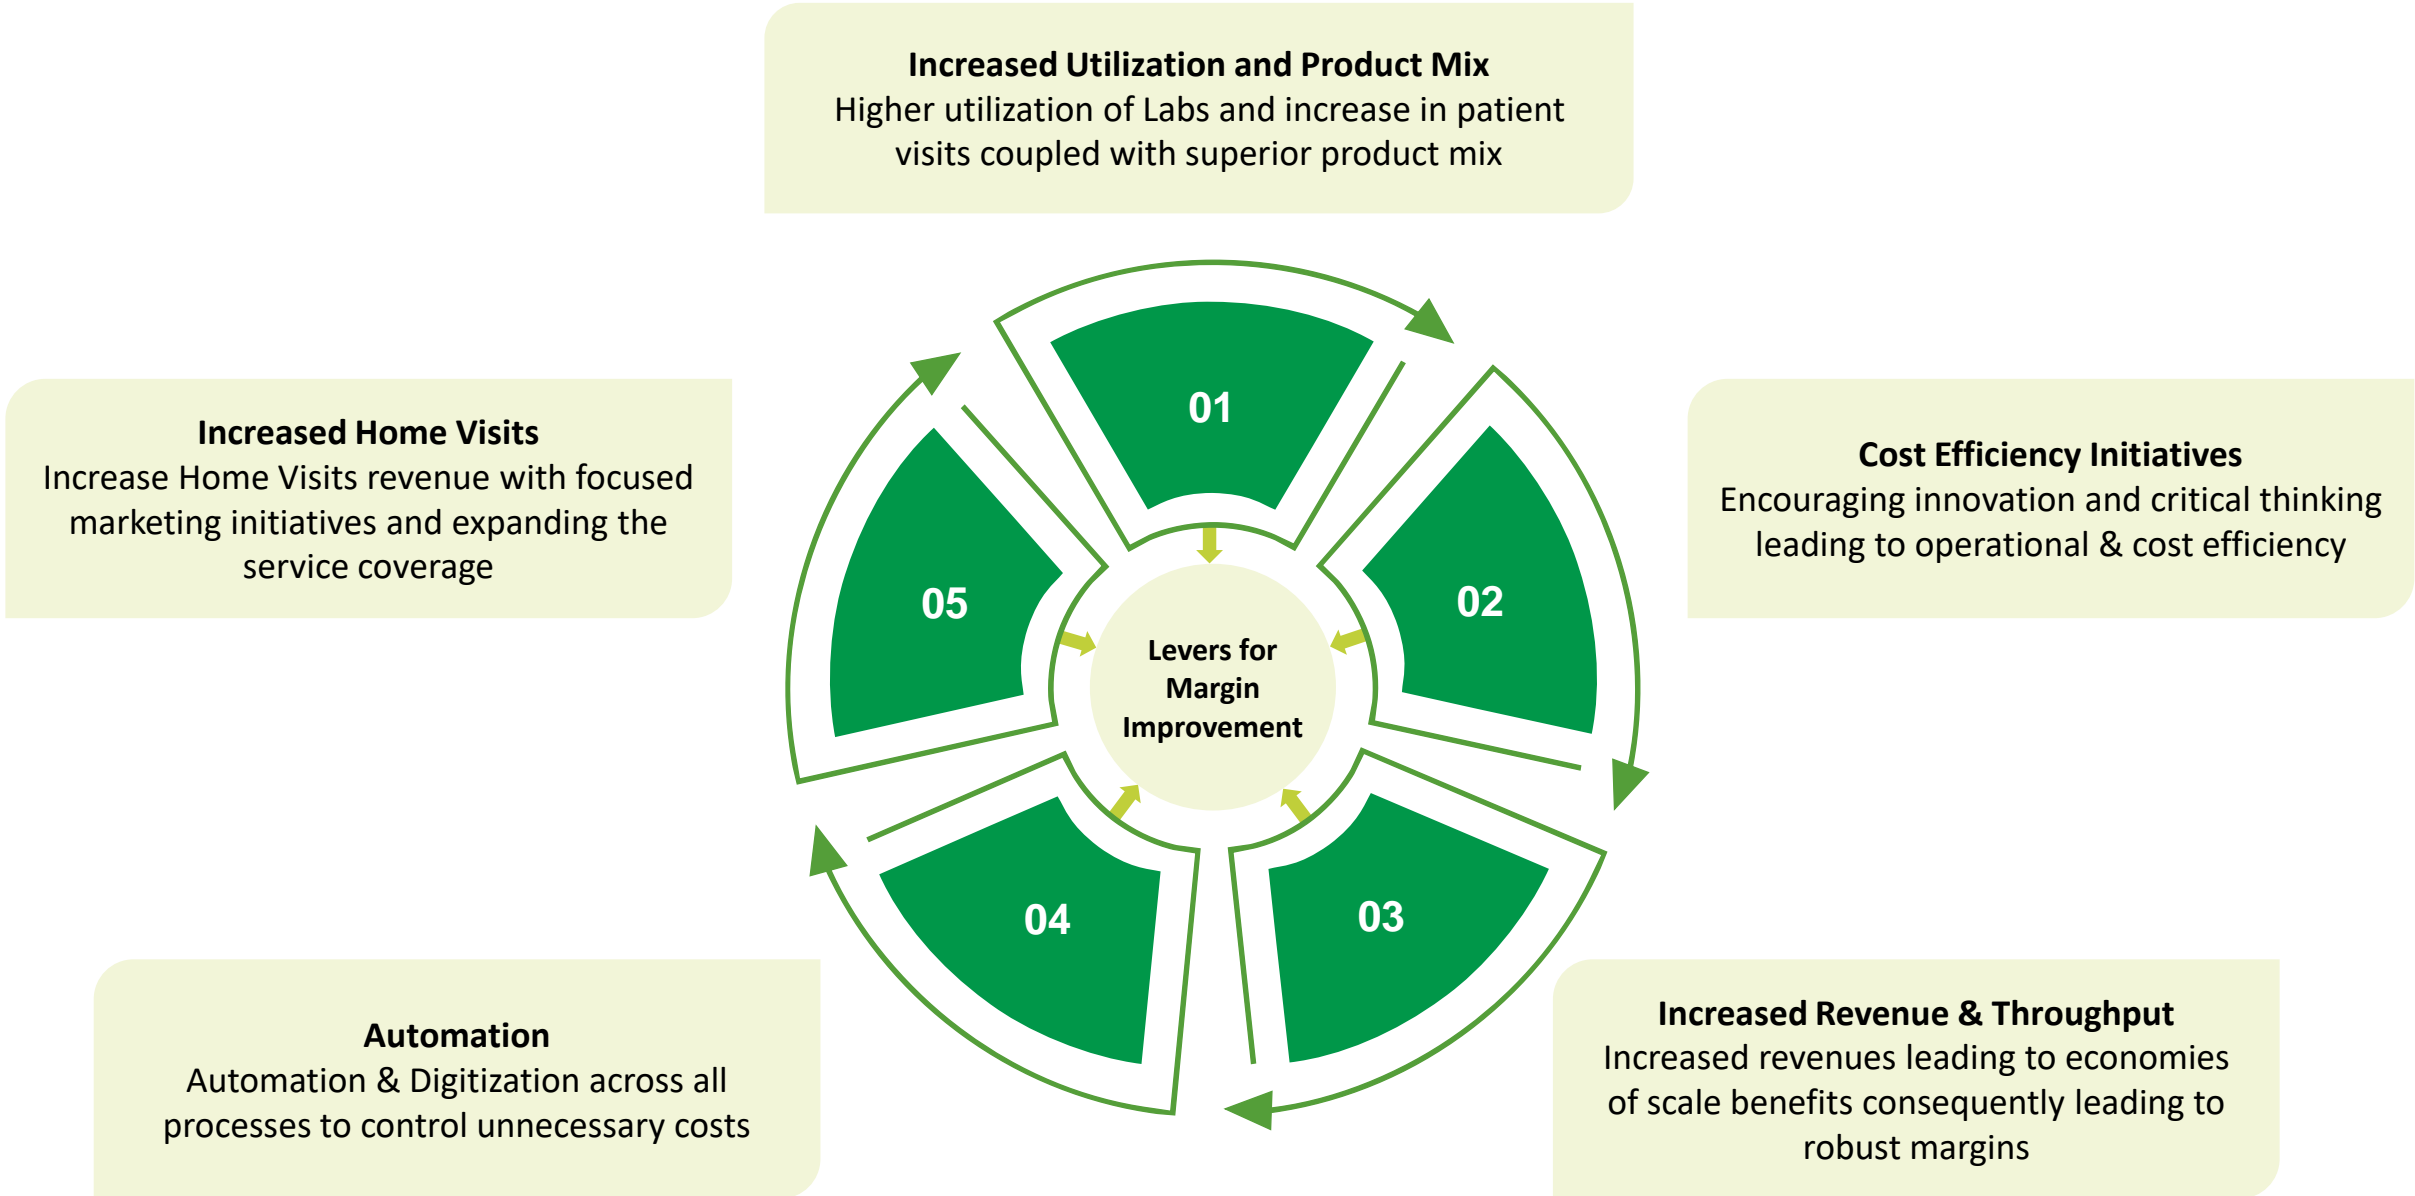 Increased Utilization and Product Mix
Higher utilization of Labs and increase in patient
visits coupled with superior product mix
01
Increased Home Visits
Increase Home Visits revenue with focused
marketing initiatives and expanding the
service coverage
05
02
Cost Efficiency Initiatives
Encouraging innovation and critical thinking
leading to operational & cost efficiency
Levers for
Margin
Improvement
04
03
Automation
Automation & Digitization across all
processes to control unnecessary costs
Increased Revenue & Throughput
Increased revenues leading to economies
of scale benefits consequently leading to
robust margins